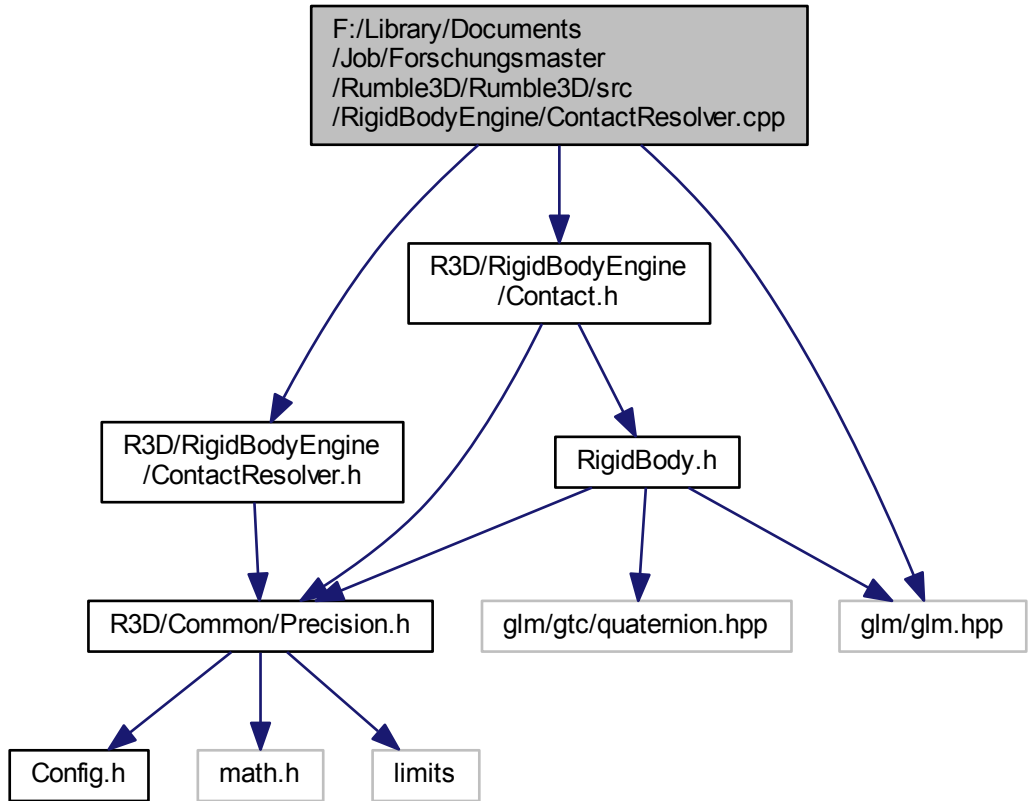 F:/Library/Documents
/Job/Forschungsmaster
/Rumble3D/Rumble3D/src
/RigidBodyEngine/ContactResolver.cpp
R3D/RigidBodyEngine
/Contact.h
R3D/RigidBodyEngine
/ContactResolver.h
RigidBody.h
R3D/Common/Precision.h
glm/gtc/quaternion.hpp
glm/glm.hpp
Config.h
math.h
limits